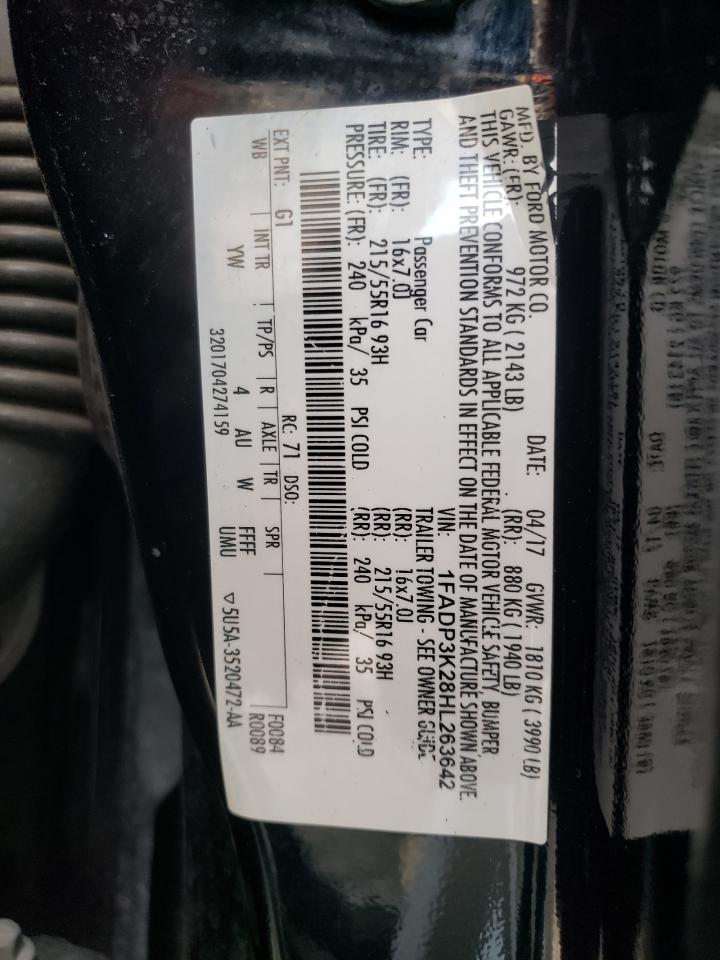 MFD. BY FORD MOTOR CO. DATE: 04/17 GVWR: 1810 KG ( 3990 LB)
GAWR: (FR): 972 KG ( 2143 LB) (RR): 880 KG ( 1940 LB)
THIS VEHICLE CONFORMS TO ALL APPLICABLE FEDERAL MOTOR VEHICLE SAFETY BUMPER
AND THEFT PREVENTION STANDARDS IN EFFECT ON THE DATE OF MANUFACTURE SHOWN ABOVE.
VIN: 1FADP3K28HL263642
TYPE: Passenger Car TRAILER TOWING - SEE OWNER GUIDE
RIM: (FR): 16x7.0J (RR): 16x7.0J
TIRE: (FR): 215/55R16 93H (RR): 215/55R16 93H
PRESSURE: (FR): 240 kPa/ 35 PSI COLD (RR): 240 kPa/ 35 PSI COLD
EXT PNT: G1 RC: 71 DSO: F0084
WB INT TR TP/PS R AXLE TR SPR R0089
YW 4 AU W FFFF
UMU
3201704274159 ▽5U5A-3520472-AA